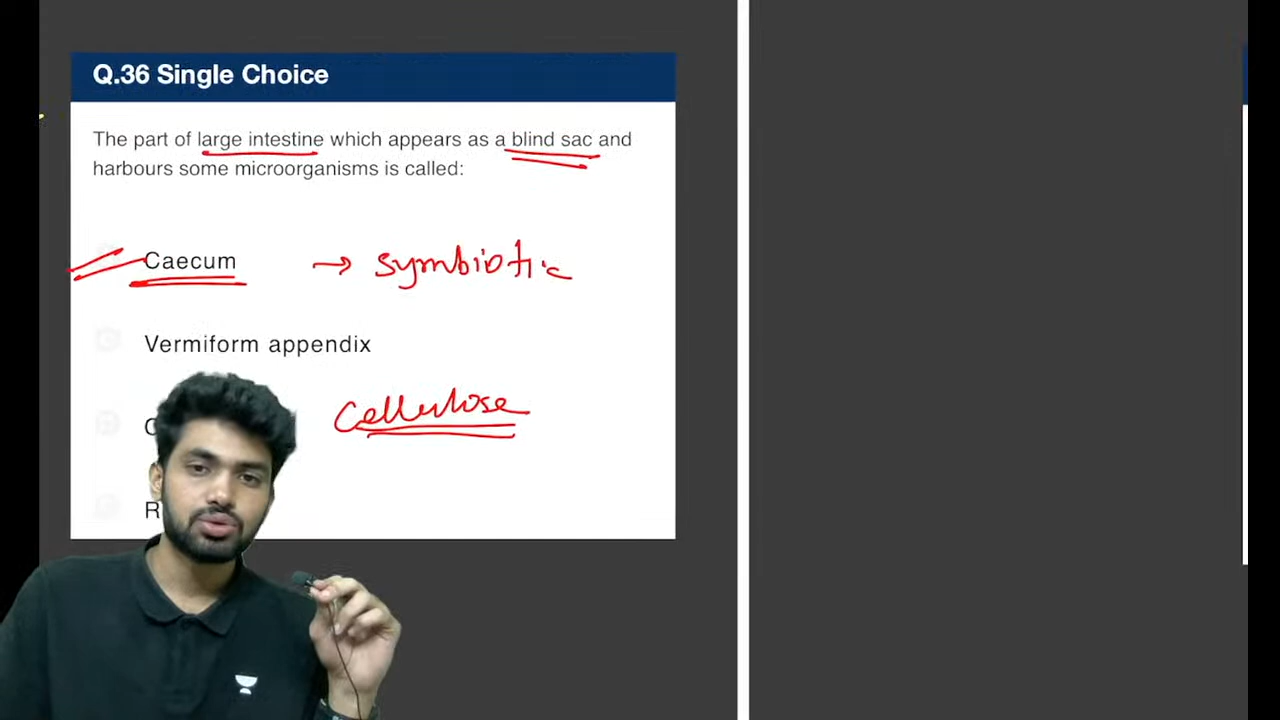 Q.36 Single Choice
The part of large intestine which appears as a blind sac and
harbours some microorganisms is called:
Caecum → symbiotic
Vermiform appendix
Cellulose